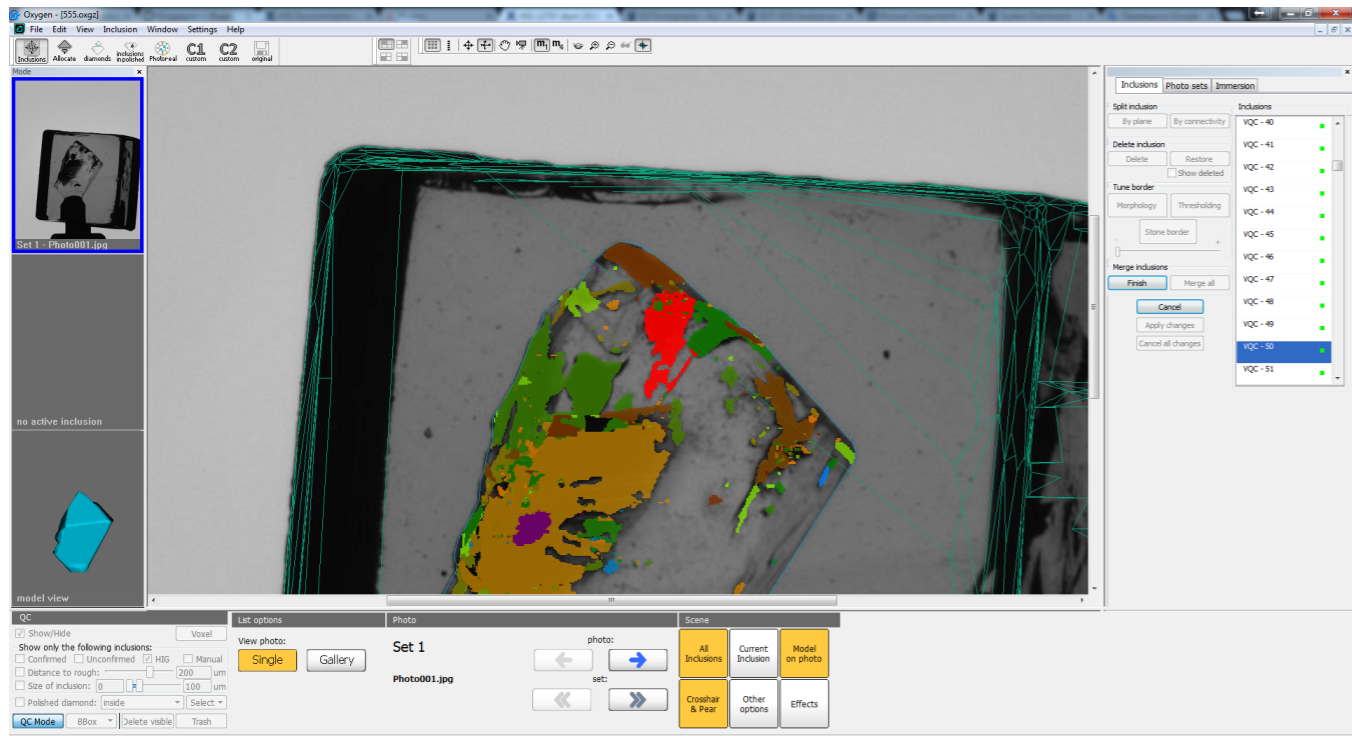 Oxygen - [555.oxgz]
File Edit View Inclusion Window Settings Help
Inclusions Allocate diamonds inclusions inpolished Photoreal C1 custom C2 custom original
m1
Mode
Set 1 - Photo001.jpg
no active inclusion
model view
Inclusions Photo sets Immersion
Split inclusion
By plane By connectivity
Delete inclusion
Delete Restore
Show deleted
Tune border
Morphology Thresholding
Stone border
- +
Merge inclusions
Finish Merge all
Cancel
Apply changes
Cancel all changes
Inclusions
VQC - 40
VQC - 41
VQC - 42
VQC - 43
VQC - 44
VQC - 45
VQC - 46
VQC - 47
VQC - 48
VQC - 49
VQC - 50
VQC - 51
QC
Show/Hide Voxel
Show only the following inclusions:
Confirmed Unconfirmed HIG Manual
Distance to rough: 200 um
Size of inclusion: 0 100 um
Polished diamond: inside Select
QC Mode BBox Delete visible Trash
List options
View photo:
Single Gallery
Photo
Set 1
Photo001.jpg
photo:
set:
Scene
All Inclusions Current Inclusion Model on photo
Crosshair & Pear Other options Effects